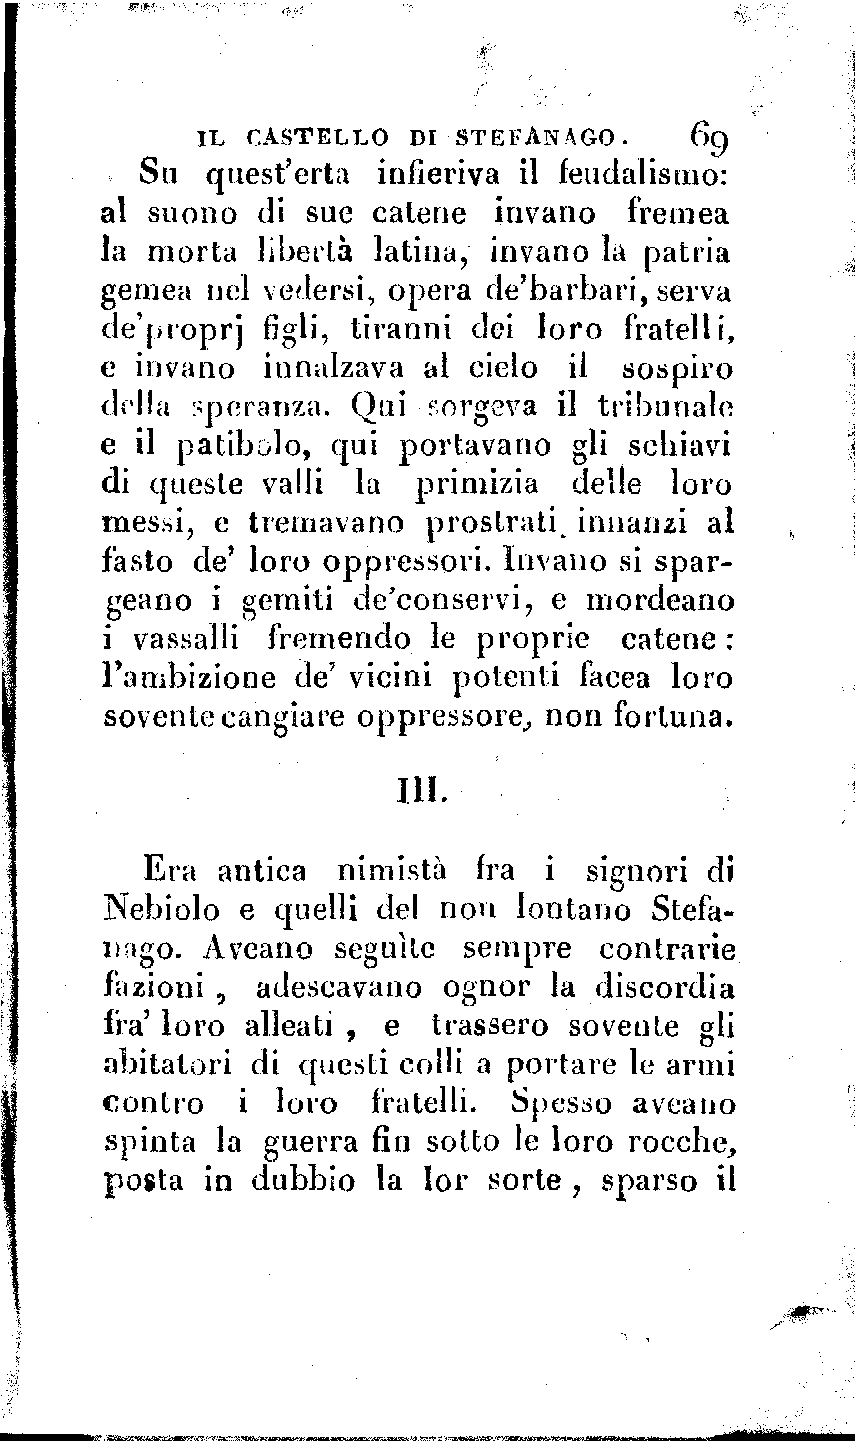 IL CASTELLO DI STEFANAGO. 69
Su quest'erta infieriva il feudalismo:
al suono di sue catene invano fremea
la morta libertà latina, invano la patria
gemea nel vedersi, opera de'barbari, serva
de'proprj figli, tiranni dei loro fratelli,
e invano innalzava al cielo il sospiro
della speranza. Qui sorgeva il tribunale
e il patibolo, qui portavano gli schiavi
di queste valli la primizia delle loro
messi, e tremavano prostrati innanzi al
fasto de' loro oppressori. Invano si spar-
geano i gemiti de'conservi, e mordeano
i vassalli fremendo le proprie catene:
l'ambizione de' vicini potenti facea loro
sovente cangiare oppressore, non fortuna.
III.
Era antica nimistà fra i signori di
Nebiolo e quelli del non lontano Stefa-
nago. Aveano seguìte sempre contrarie
fazioni, adescavano ognor la discordia
fra' loro alleati, e trassero sovente gli
abitatori di questi colli a portare le armi
contro i loro fratelli. Spesso aveano
spinta la guerra fin sotto le loro rocche,
posta in dubbio la lor sorte, sparso il